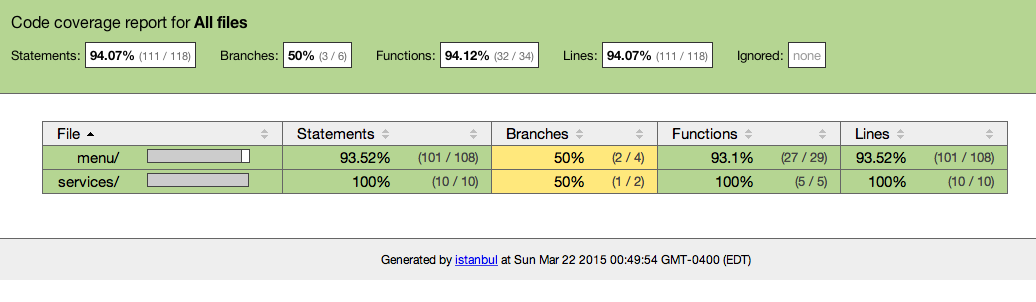 Code coverage report for All files
Statements: 94.07% (111 / 118) Branches: 50% (3 / 6) Functions: 94.12% (32 / 34) Lines: 94.07% (111 / 118) Ignored: none
File Statements Branches Functions Lines
menu/ 93.52% (101 / 108) 50% (2 / 4) 93.1% (27 / 29) 93.52% (101 / 108)
services/ 100% (10 / 10) 50% (1 / 2) 100% (5 / 5) 100% (10 / 10)
Generated by istanbul at Sun Mar 22 2015 00:49:54 GMT-0400 (EDT)